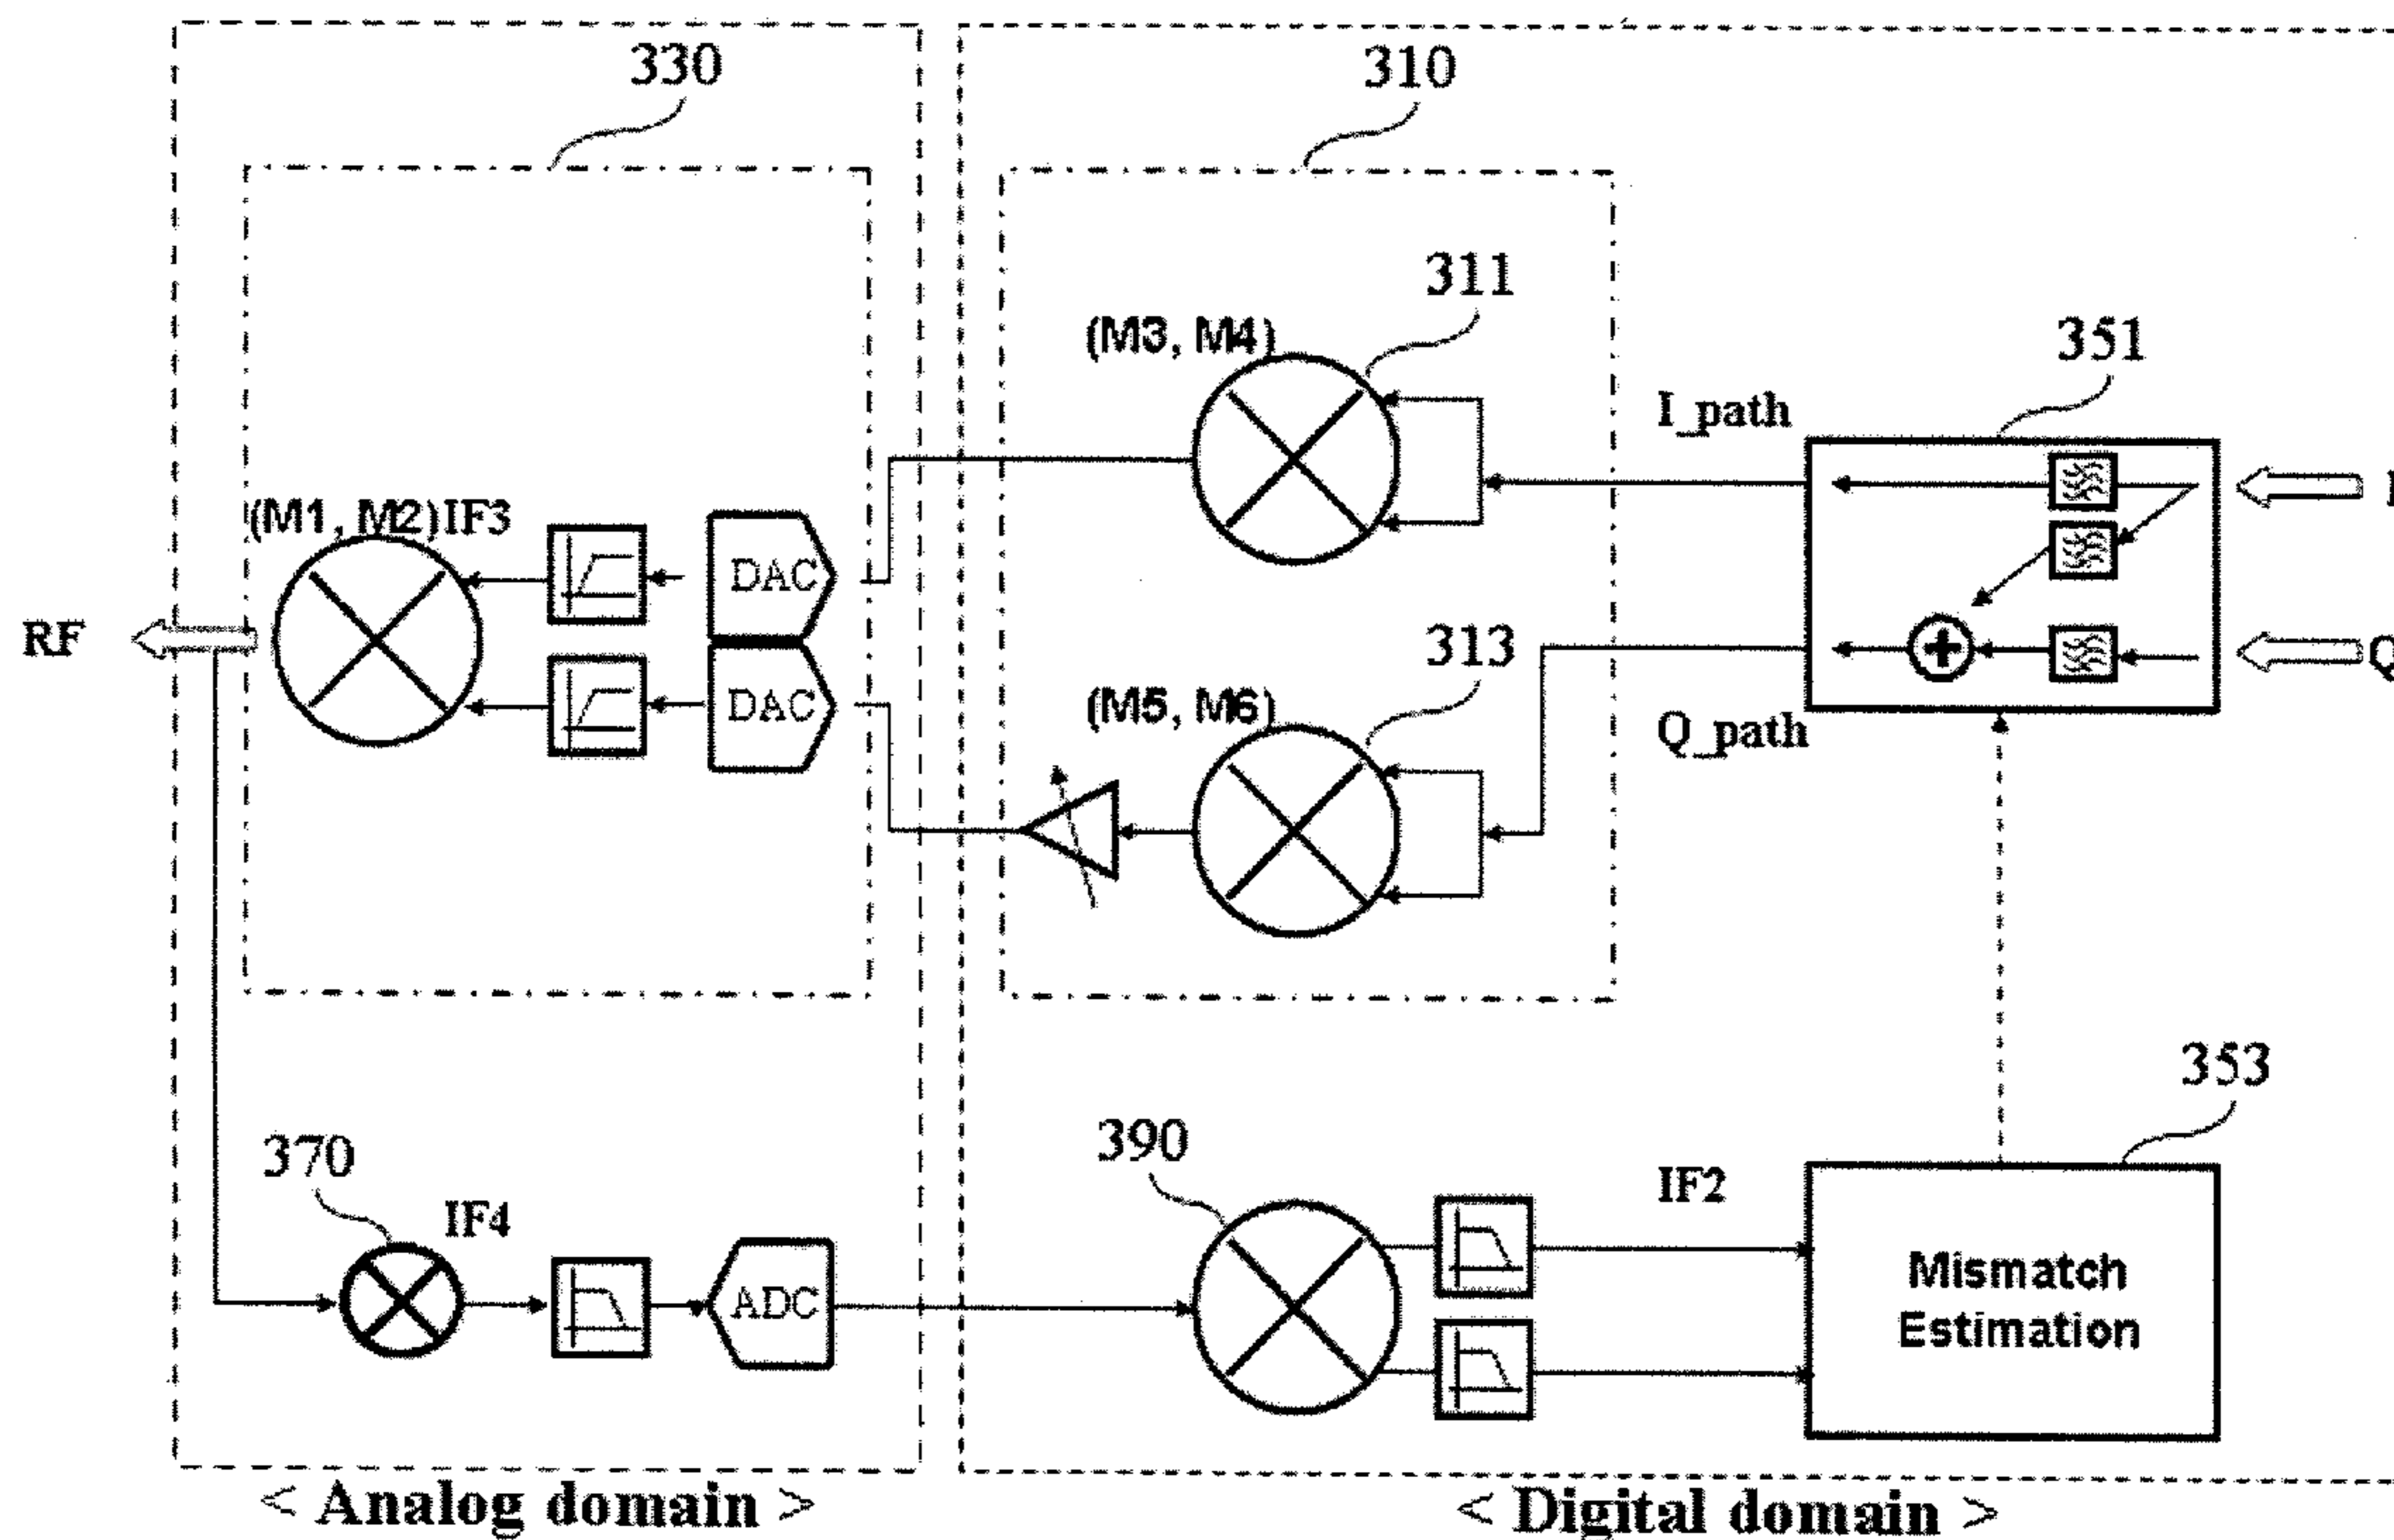 330
310
311
(M3, M4)
351
I_path
I
(M1, M2)IF3
DAC
RF
313
DAC
(M5, M6)
Q
Q_path
353
390
370
IF2
IF4
Mismatch
Estimation
ADC
< Analog domain >
< Digital domain >